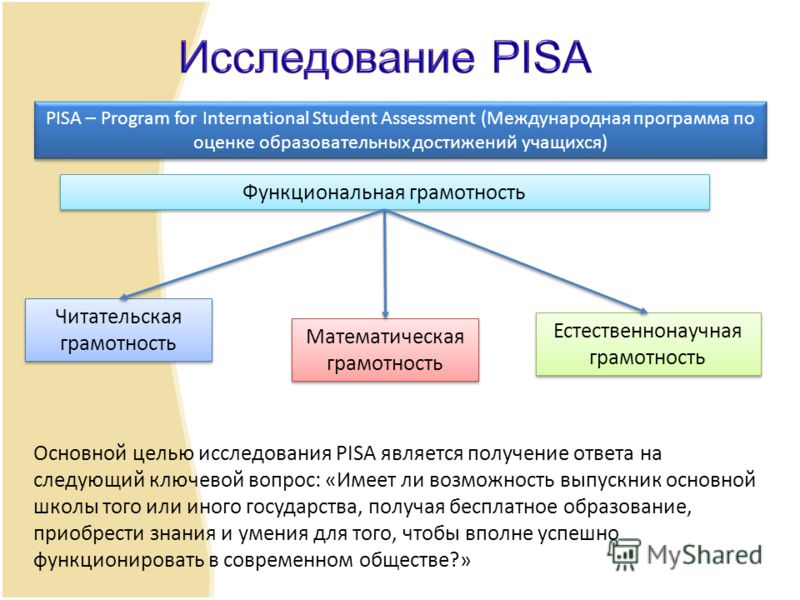 Исследование PISA
PISA – Program for International Student Assessment (Международная программа по
оценке образовательных достижений учащихся)
Функциональная грамотность
Читательская
грамотность
Математическая
грамотность
Естественнонаучная
грамотность
Основной целью исследования PISA является получение ответа на
следующий ключевой вопрос: «Имеет ли возможность выпускник основной
школы того или иного государства, получая бесплатное образование,
приобрести знания и умения для того, чтобы вполне успешно
функционировать в современном обществе?»
MyShared